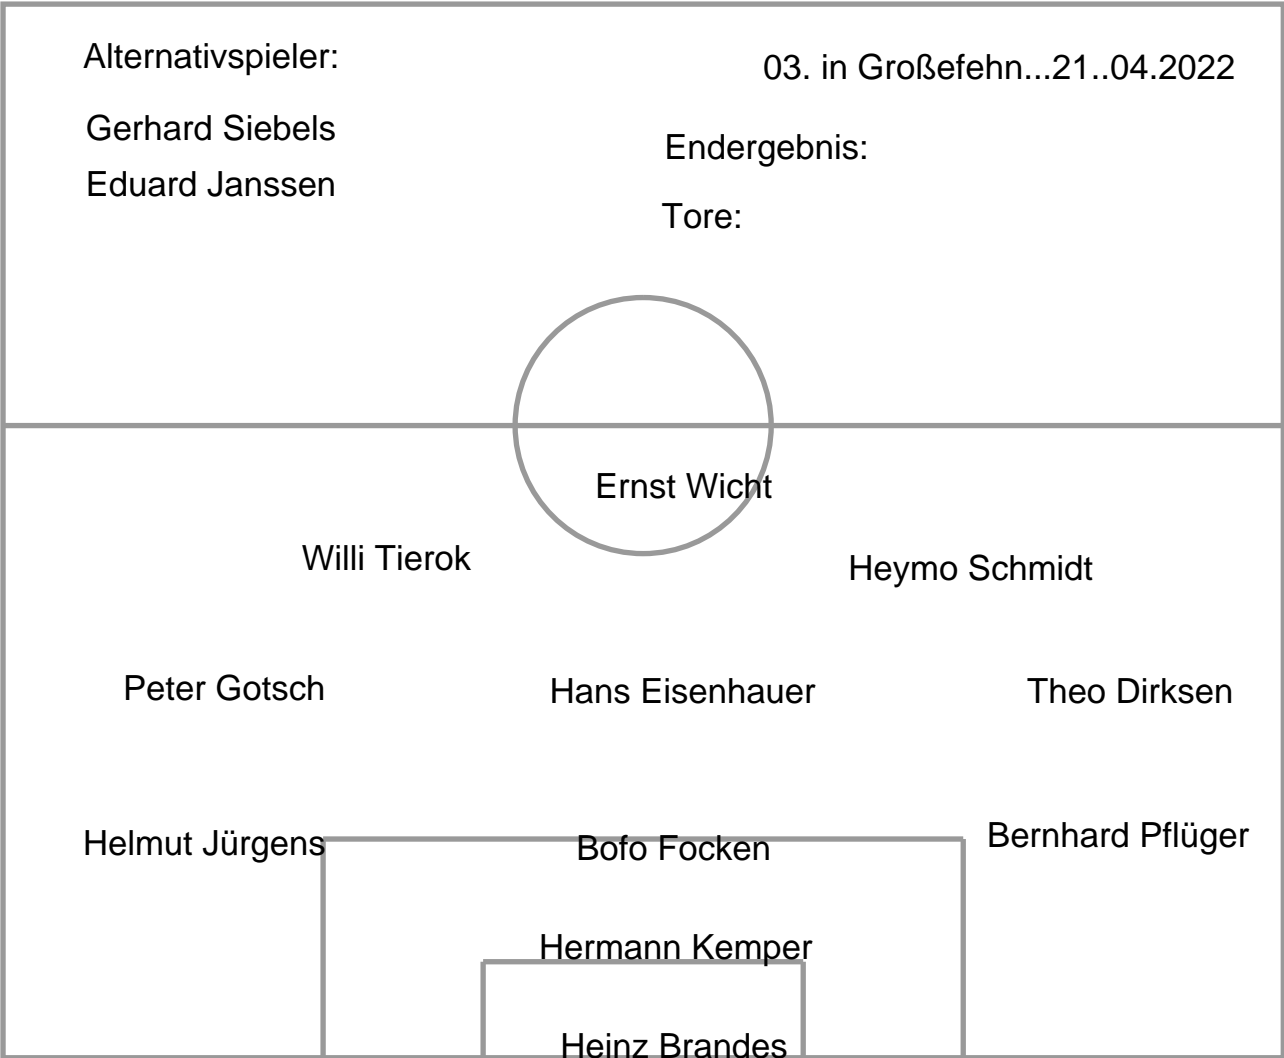 Alternativspieler:
03. in Großefehn...21..04.2022
Gerhard Siebels
Endergebnis:
Eduard Janssen
Tore:
Ernst Wicht
Willi Tierok
Heymo Schmidt
Peter Gotsch
Hans Eisenhauer
Theo Dirksen
Helmut Jürgens
Bofo Focken
Bernhard Pflüger
Hermann Kemper
Heinz Brandes